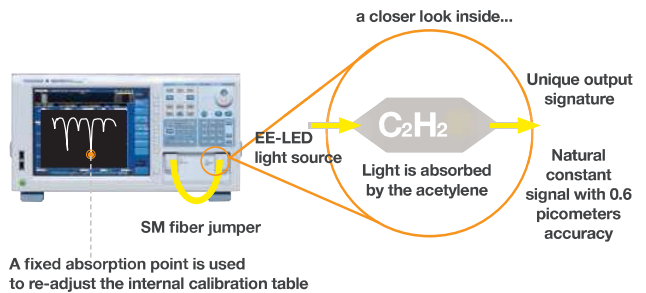 a closer look inside...
YOKOGAWA
Unique output
signature
C2H2
EE-LED
light source
Light is absorbed
by the acetylene
Natural
constant
signal with 0.6
picometers
accuracy
SM fiber jumper
A fixed absorption point is used
to re-adjust the internal calibration table